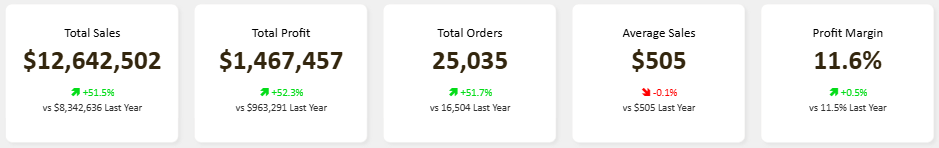 Total Sales
$12,642,502
+51.5%
vs $8,342,636 Last Year
Total Profit
$1,467,457
+52.3%
vs $963,291 Last Year
Total Orders
25,035
+51.7%
vs 16,504 Last Year
Average Sales
$505
-0.1%
vs $505 Last Year
Profit Margin
11.6%
+0.5%
vs 11.5% Last Year